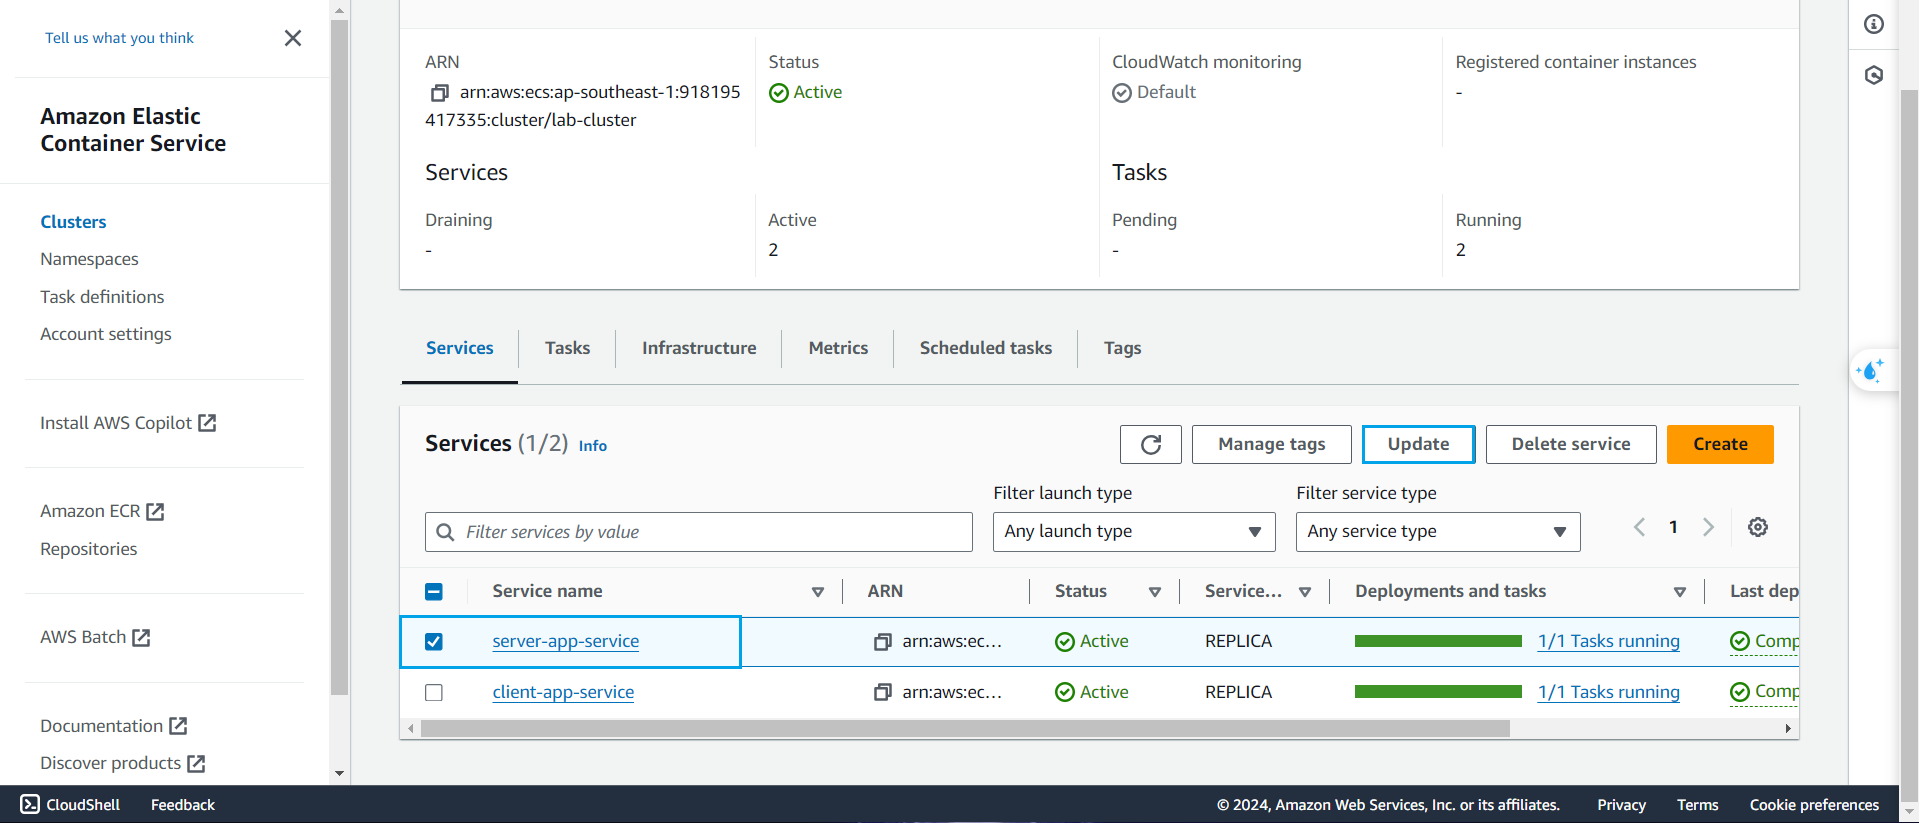 Tell us what you think
Amazon Elastic
Container Service
Clusters
Namespaces
Task definitions
Account settings
Install AWS Copilot
Amazon ECR
Repositories
AWS Batch
Documentation
Discover products
ARN
arn:aws:ecs:ap-southeast-1:918195
417335:cluster/lab-cluster
Status
Active
CloudWatch monitoring
Default
Registered container instances
-
Services
Tasks
Draining
-
Active
2
Pending
-
Running
2
Services Tasks Infrastructure Metrics Scheduled tasks Tags
Services (1/2) Info
Manage tags Update Delete service Create
Filter launch type Filter service type
Filter services by value Any launch type Any service type 1
Service name ARN Status Service... Deployments and tasks Last dep
server-app-service arn:aws:ec... Active REPLICA 1/1 Tasks running Comp
client-app-service arn:aws:ec... Active REPLICA 1/1 Tasks running Comp
CloudShell Feedback © 2024, Amazon Web Services, Inc. or its affiliates. Privacy Terms Cookie preferences